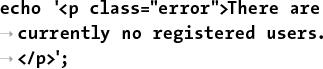 echo '<p class="error">There are
→ currently no registered users.
→ </p>';